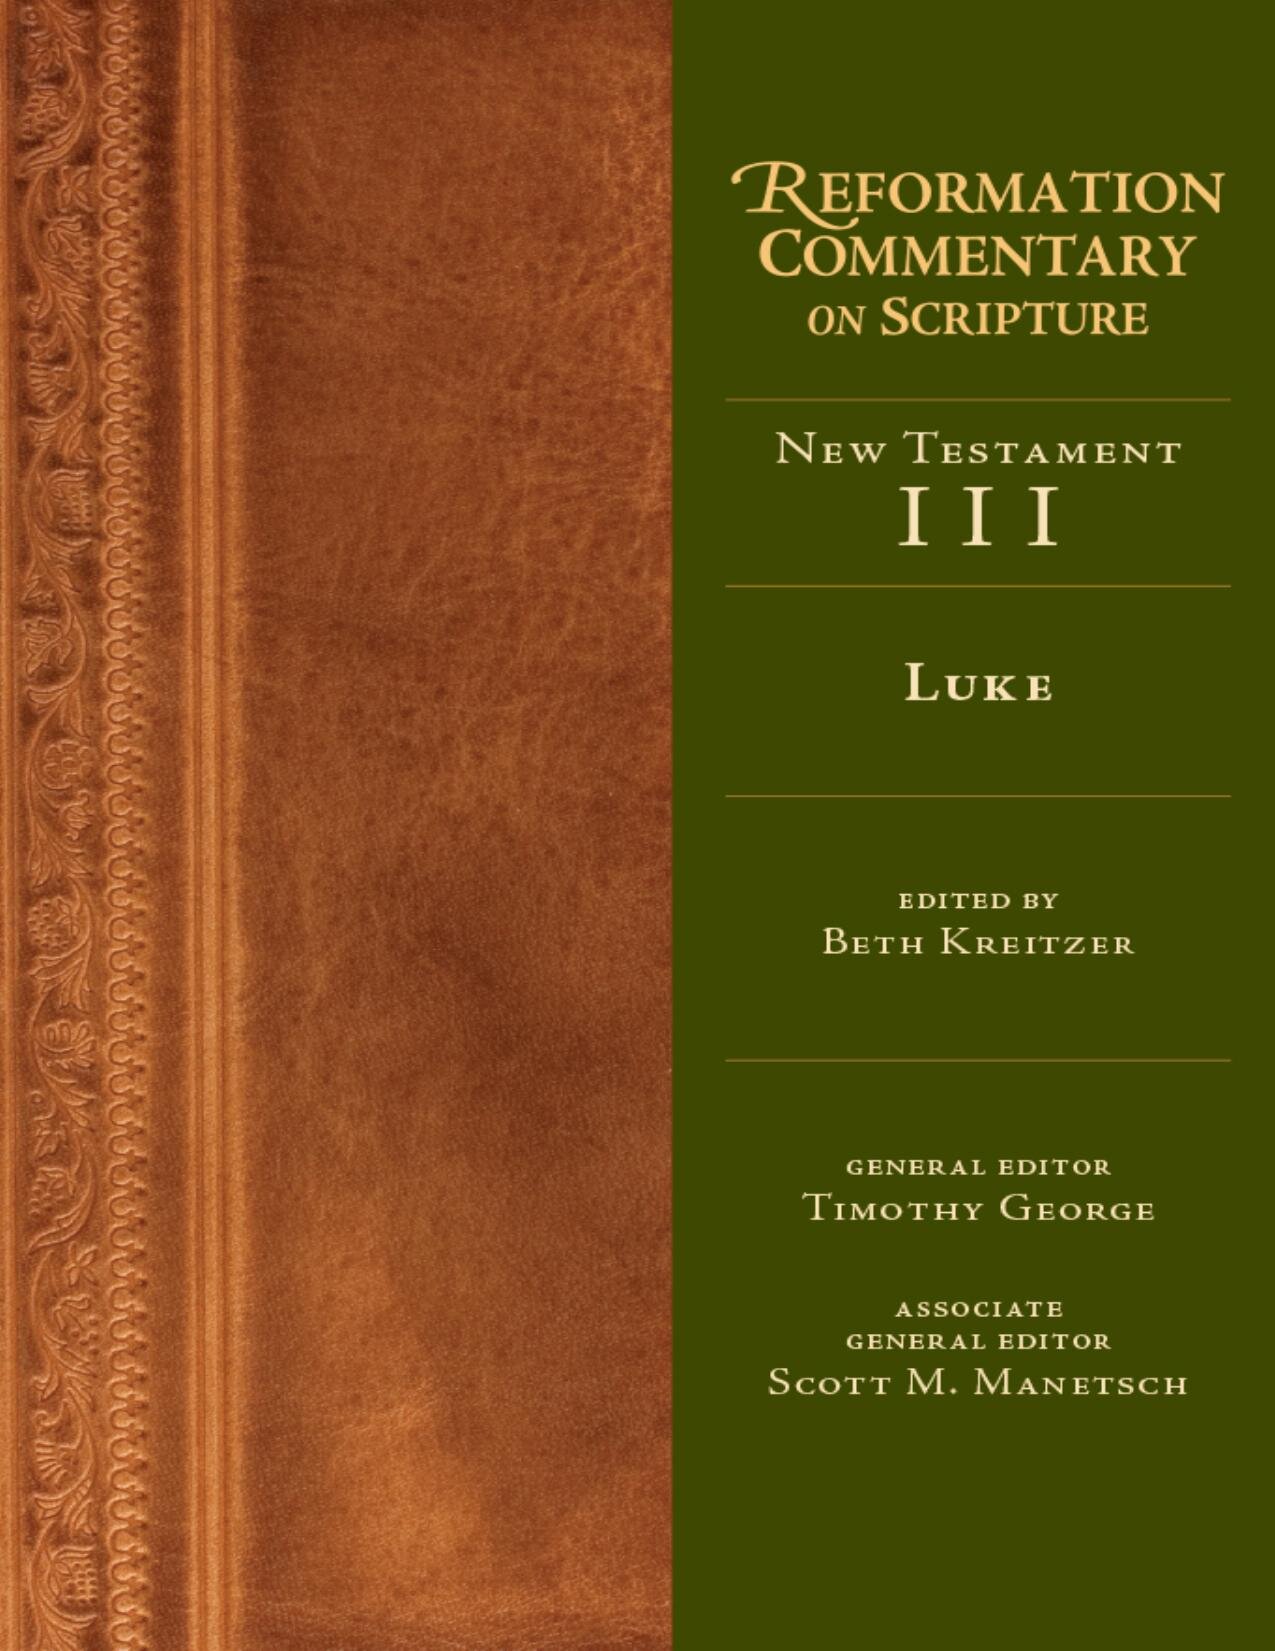 REFORMATION
COMMENTARY
ON SCRIPTURE
NEW TESTAMENT
III
LUKE
EDITED BY
BETH KREITZER
GENERAL EDITOR
TIMOTHY GEORGE
ASSOCIATE
GENERAL EDITOR
SCOTT M. MANETSCH